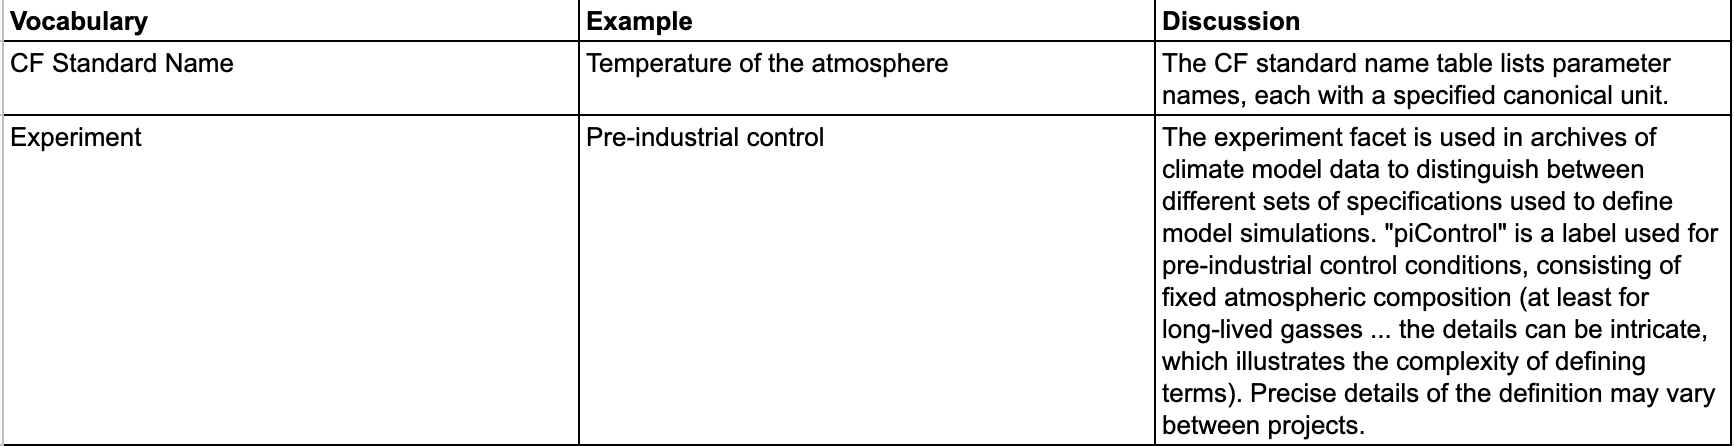 Vocabulary
Example
Discussion
CF Standard Name
Temperature of the atmosphere
The CF standard name table lists parameter
names, each with a specified canonical unit.
Experiment
Pre-industrial control
The experiment facet is used in archives of
climate model data to distinguish between
different sets of specifications used to define
model simulations. "piControl" is a label used for
pre-industrial control conditions, consisting of
fixed atmospheric composition (at least for
long-lived gasses ... the details can be intricate,
which illustrates the complexity of defining
terms). Precise details of the definition may vary
between projects.